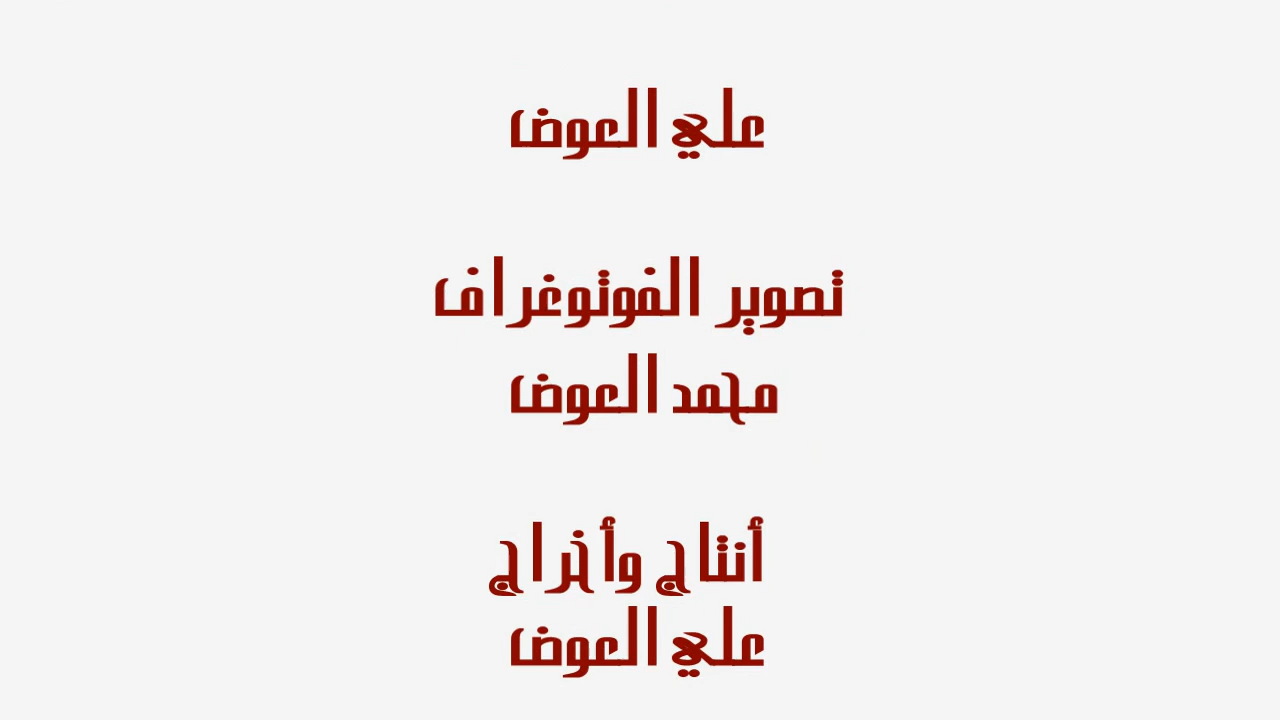 علي العوض
تصوير الفوتوغراف
محمد العوض
أنتاج وأخراج
علي العوض